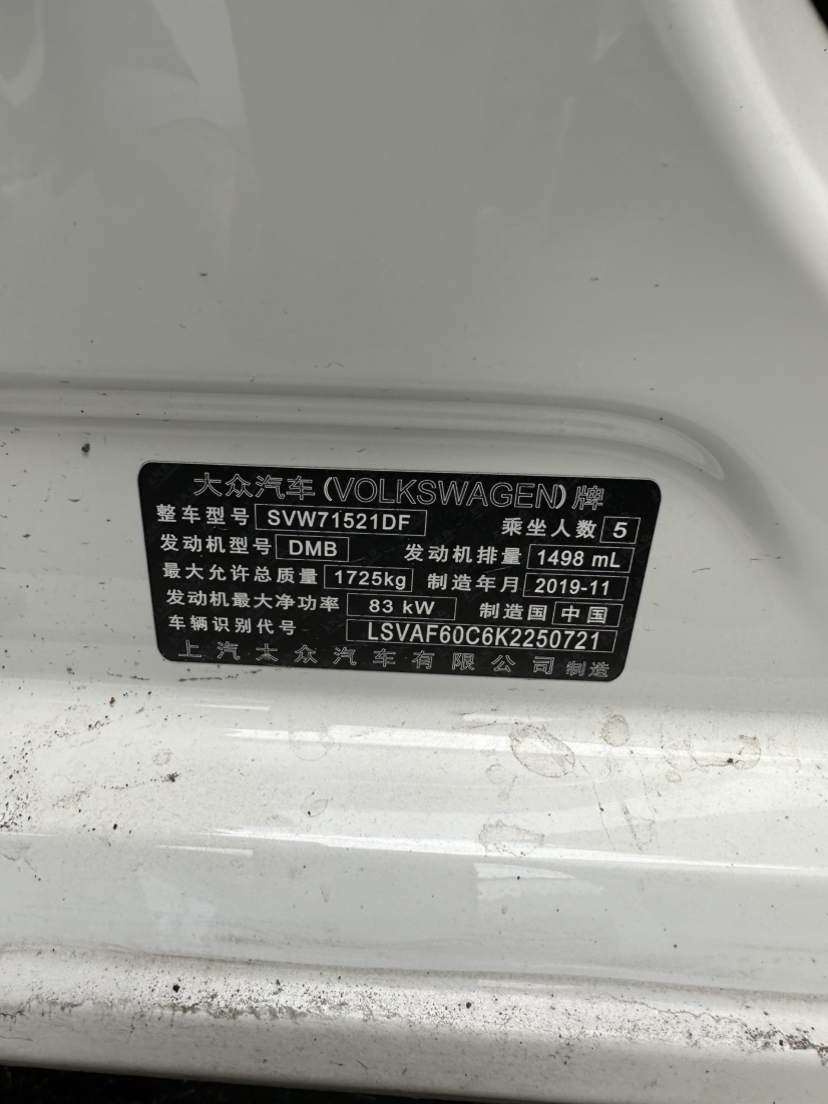 大众汽车(VOLKSWAGEN)牌
整车型号 SVW71521DF 乘坐人数 5
发动机型号 DMB 发动机排量 1498 mL
最大允许总质量 1725kg 制造年月 2019-11
发动机最大净功率 83 kW 制造国 中国
车辆识别代号 LSVAF60C6K2250721
上汽大众汽车有限公司 制造